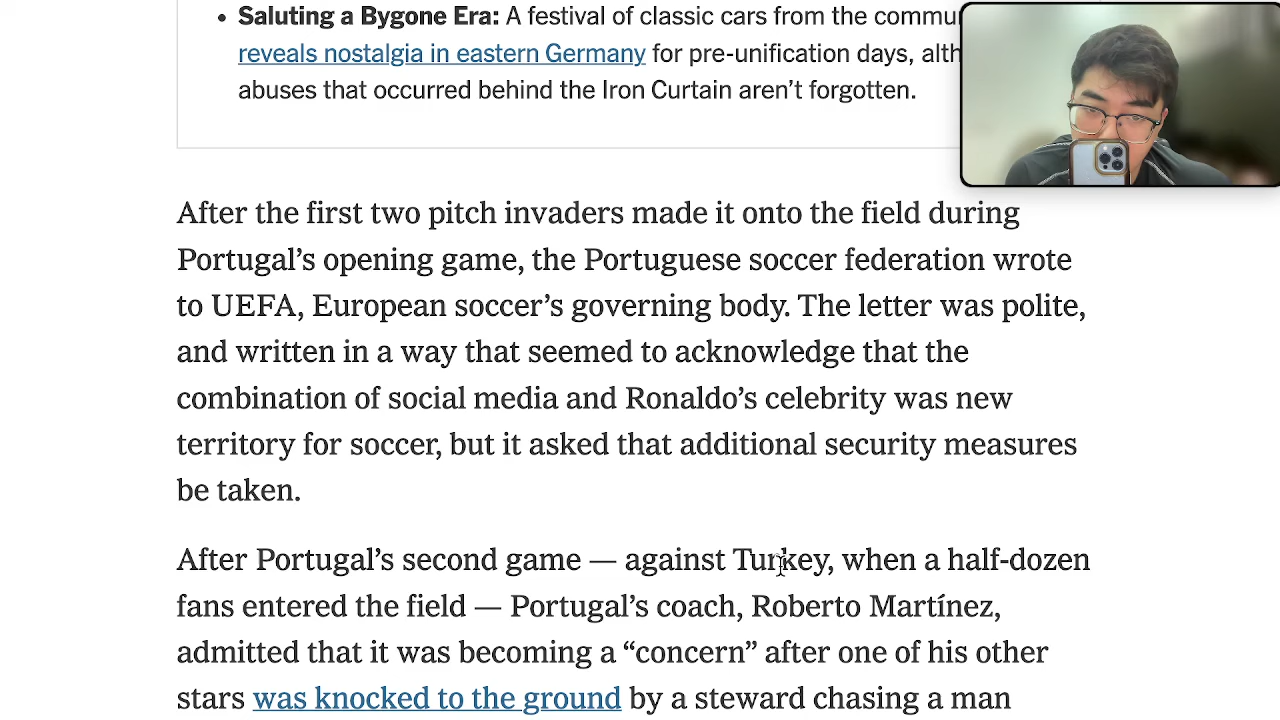 • Saluting a Bygone Era: A festival of classic cars from the
reveals nostalgia in eastern Germany for pre-unification days,
abuses that occurred behind the Iron Curtain aren’t forgotten.
After the first two pitch invaders made it onto the field during
Portugal’s opening game, the Portuguese soccer federation wrote
to UEFA, European soccer’s governing body. The letter was polite,
and written in a way that seemed to acknowledge that the
combination of social media and Ronaldo’s celebrity was new
territory for soccer, but it asked that additional security measures
be taken.
After Portugal’s second game — against Turkey, when a half-dozen
fans entered the field — Portugal’s coach, Roberto Martínez,
admitted that it was becoming a “concern” after one of his other
stars was knocked to the ground by a steward chasing a man